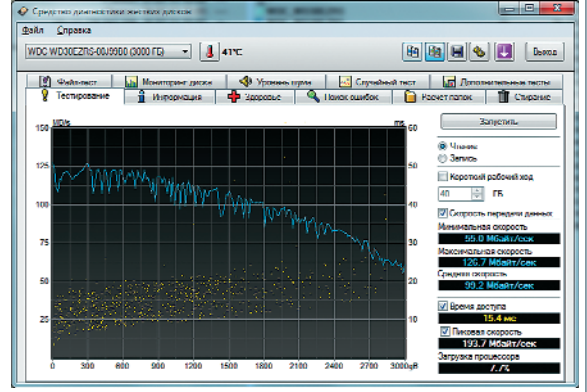 Средство диагностики жестких дисков
Файл Справка
WDC WD30EZRS-00J99B0 (3000 ГБ) 41°C Выход
Файл-тест Мониторинг диска Уровень шума Случайный тест Дополнительные тесты
Тестирование Информация Здоровье Поиск ошибок Расчет папок Стирание
Запустить
150 MD/s ms 60
Чтение
Запись
125 50
Короткий рабочий ход
40 ГБ
100 40
Скорость передачи данных
Минимальная скорость
55.0 Мбайт/сек
75 30
Максимальная скорость
126.7 Мбайт/сек
Средняя скорость
50 20
99.2 Мбайт/сек
Время доступа
15.4 мс
25 10
Пиковая скорость
193.7 Мбайт/сек
Загрузка процессора
0 300 600 900 1200 1500 1800 2100 2400 2700 3000gB
7.7%